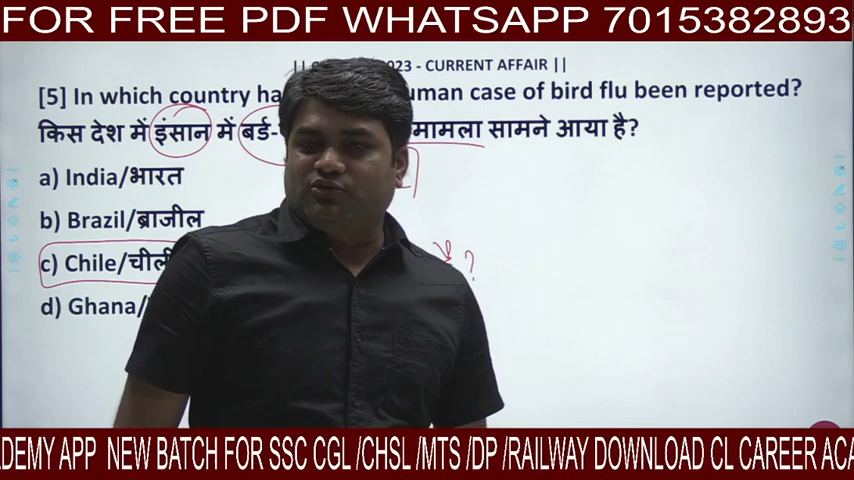 FOR FREE PDF WHATSAPP 7015382893
023 - CURRENT AFFAIR ||
[5] In which country ha uman case of bird flu been reported?
किस देश में इंसान में बर्ड- मामला सामने आया है?
a) India/भारत
b) Brazil/ब्राजील
c) Chile/चीली
d) Ghana/
?
DEMY APP NEW BATCH FOR SSC CGL /CHSL /MTS /DP /RAILWAY DOWNLOAD CL CAREER ACA